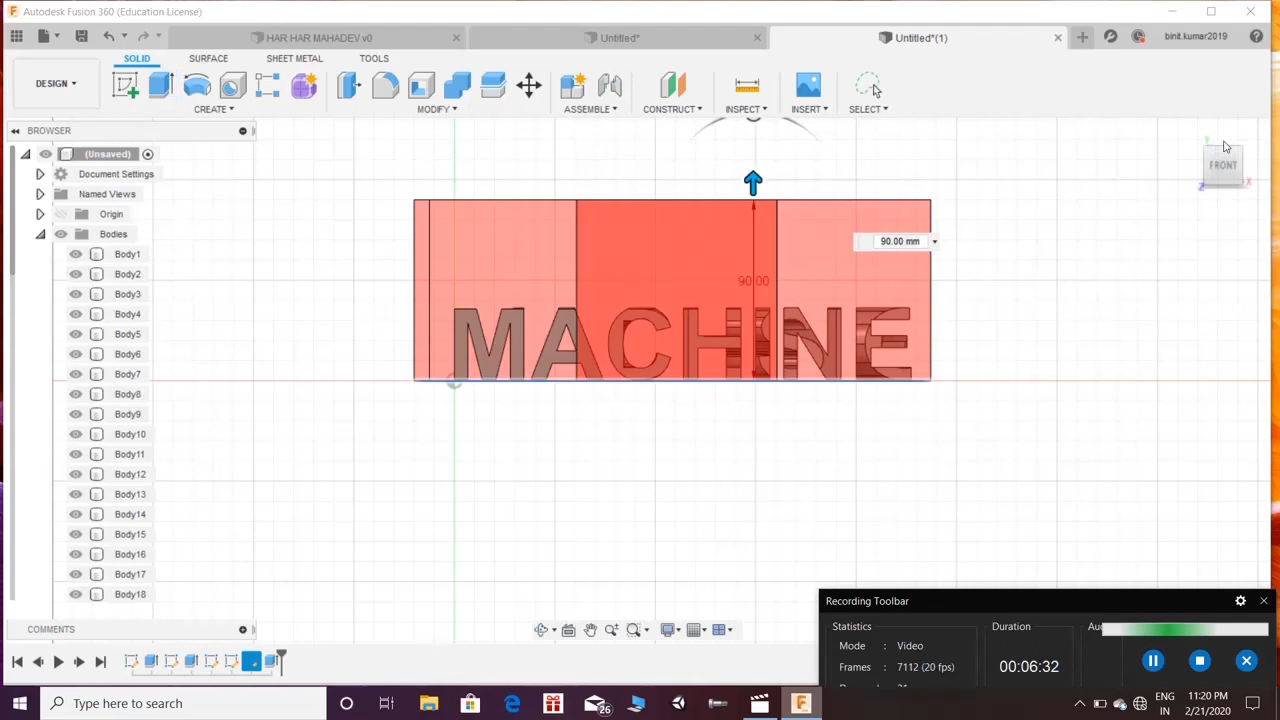 Autodesk Fusion 360 (Education License)
HAR HAR MAHADEV v0
Untitled*
Untitled*(1)
binit.kumar2019
SOLID
SURFACE
SHEET METAL
TOOLS
DESIGN
CREATE
MODIFY
ASSEMBLE
CONSTRUCT
INSPECT
INSERT
SELECT
BROWSER
(Unsaved)
Document Settings
Named Views
Origin
Bodies
Body1
Body2
Body3
Body4
Body5
Body6
Body7
Body8
Body9
Body10
Body11
Body12
Body13
Body14
Body15
Body16
Body17
Body18
Y
FRONT
X
Z
90.00 mm
90.00
MACHINE
COMMENTS
Recording Toolbar
Statistics
Mode : Video
Frames : 7112 (20 fps)
Duration
00:06:32
Type here to search
26
ENG
IN
11:20 PM
2/21/2020